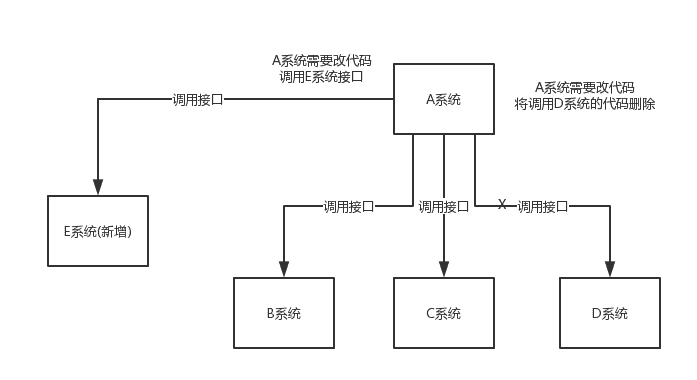 A系统需要改代码
调用E系统接口
A系统
A系统需要改代码
将调用D系统的代码删除
调用接口
E系统(新增)
调用接口
调用接口
X
调用接口
B系统
C系统
D系统